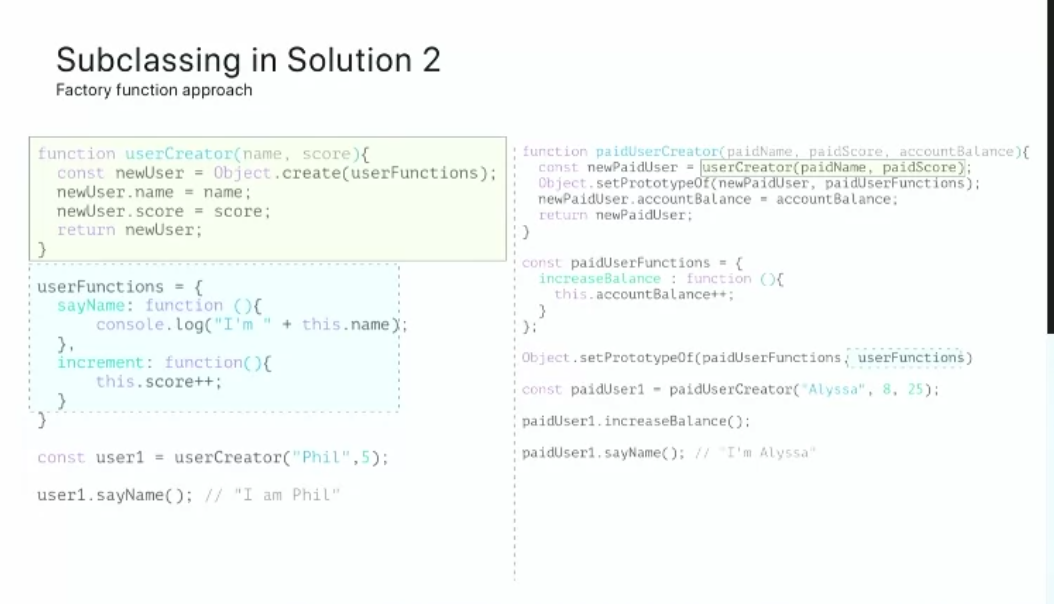 Subclassing in Solution 2
Factory function approach
function userCreator(name, score){
const newUser = Object.create(userFunctions);
newUser.name = name;
newUser.score = score;
return newUser;
}
userFunctions = {
sayName: function (){
console.log("I'm " + this.name);
},
increment: function(){
this.score++;
}
}
const user1 = userCreator("Phil",5);
user1.sayName(); // "I am Phil"
function paidUserCreator(paidName, paidScore, accountBalance){
const newPaidUser = userCreator(paidName, paidScore);
Object.setPrototypeOf(newPaidUser, paidUserFunctions);
newPaidUser.accountBalance = accountBalance;
return newPaidUser;
}
const paidUserFunctions = {
increaseBalance : function (){
this.accountBalance++;
}
};
Object.setPrototypeOf(paidUserFunctions, userFunctions)
const paidUser1 = paidUserCreator("Alyssa", 8, 25);
paidUser1.increaseBalance();
paidUser1.sayName(); // "I'm Alyssa"